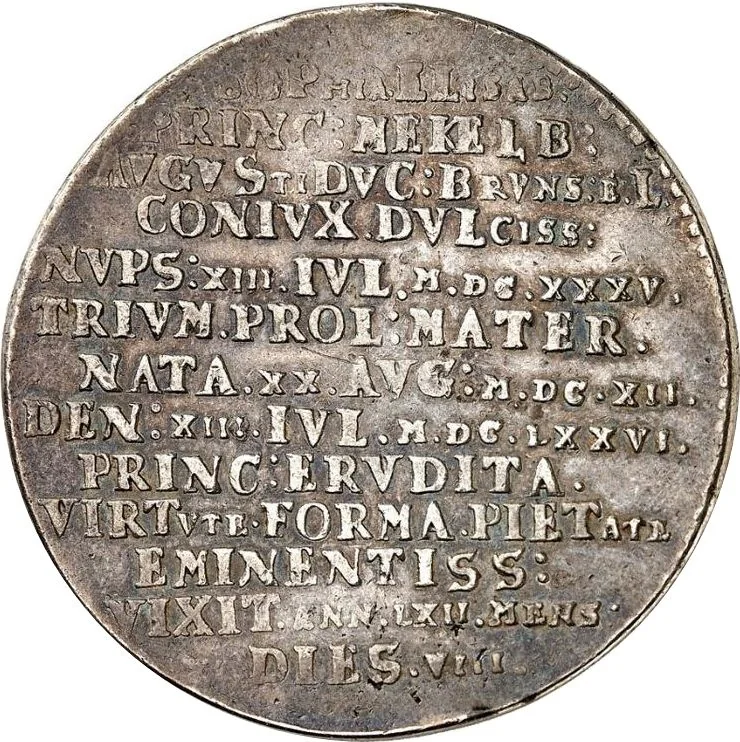 SOPHIA ELISAB:
PRINC:MEKELB:
AVGVSTI DVC:BRVNS.E.L.
CONIVX.DVLCISS:
NVPS:XIII.IVL.M.DC.XXXV.
TRIVM.PROL:MATER.
NATA.XX.AVG:M.DC.XII.
DEN:XIII.IVL.M.DC.LXXVI.
PRINC:ERVDITA.
VIRTVTE.FORMA.PIETATE
EMINENTISS:
VIXIT.ANN.LXII.MENS
DIES.VIII